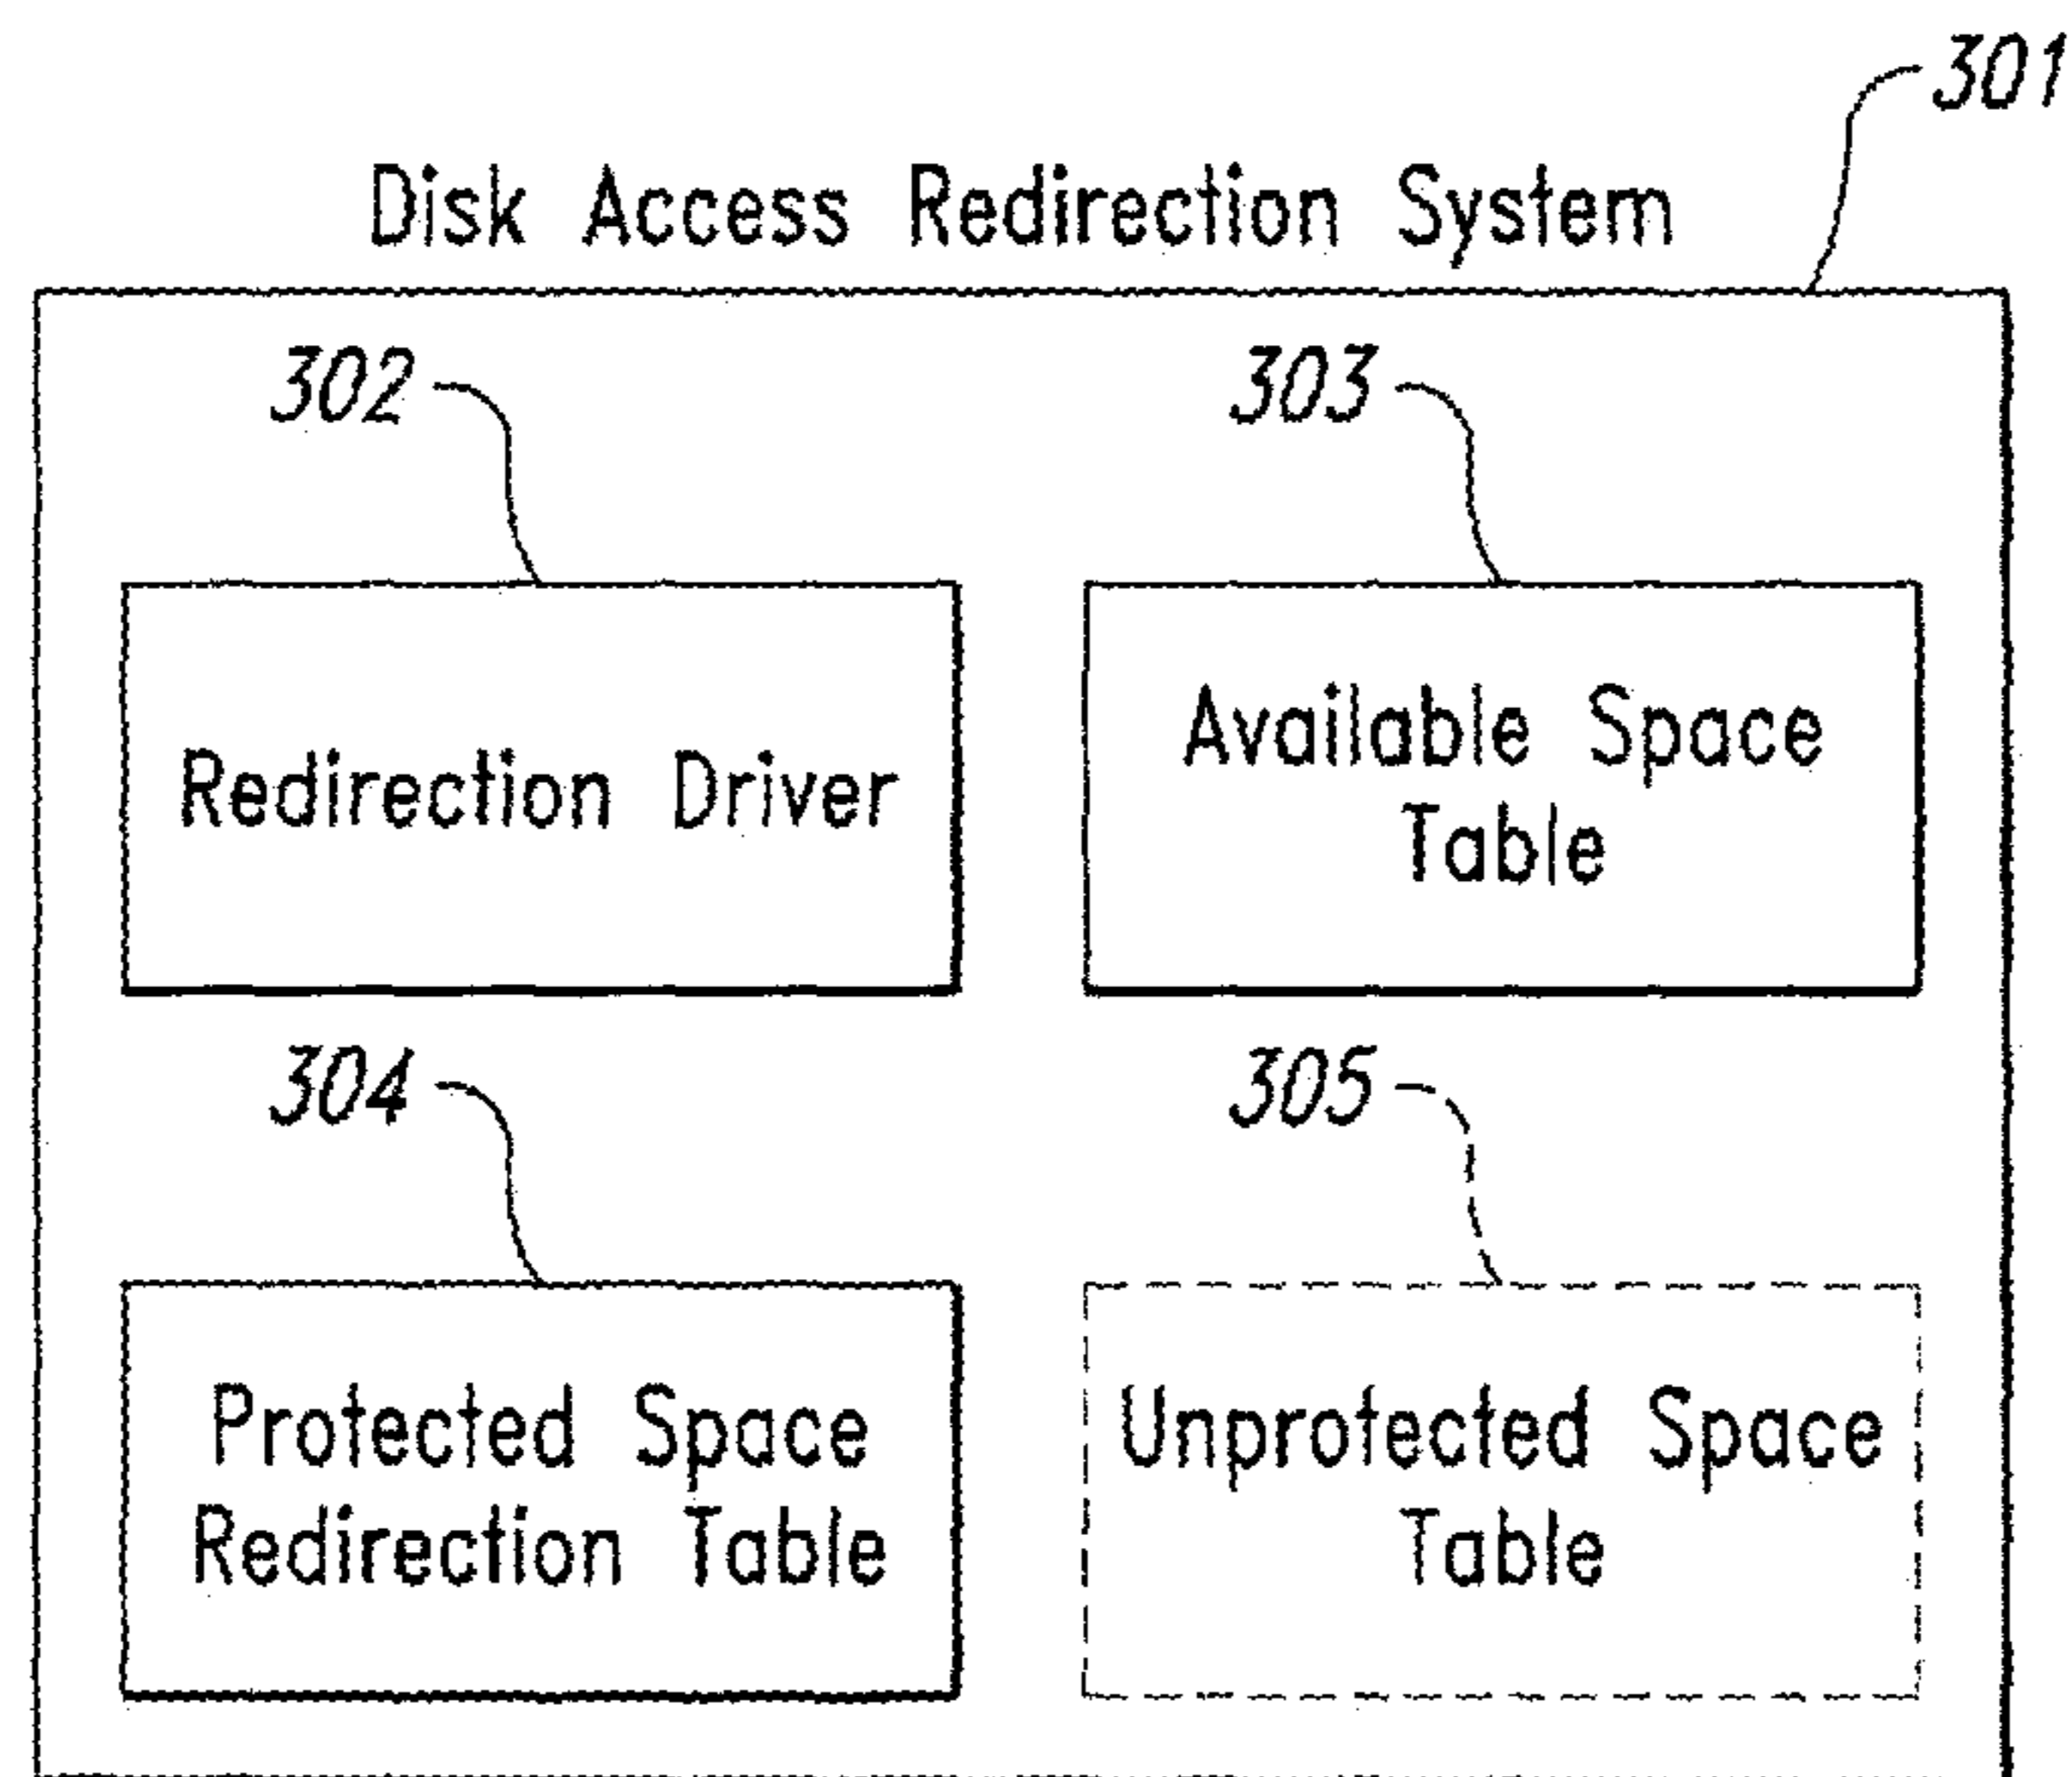 301
Disk Access Redirection System
302
303
Redirection Driver
Available Space
Table
304
305
Protected Space
Redirection Table
Unprotected Space
Table